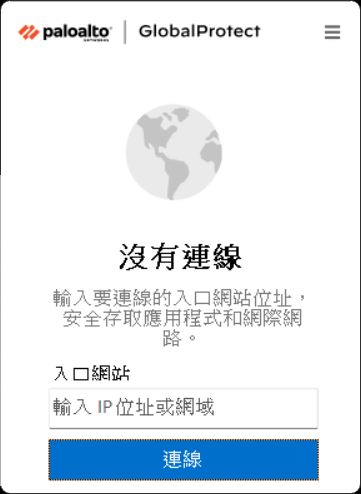 paloalto NETWORKS | GlobalProtect
沒有連線
輸入要連線的入口網站位址，
安全存取應用程式和網際網
路。
入口網站
輸入 IP 位址或網域
連線